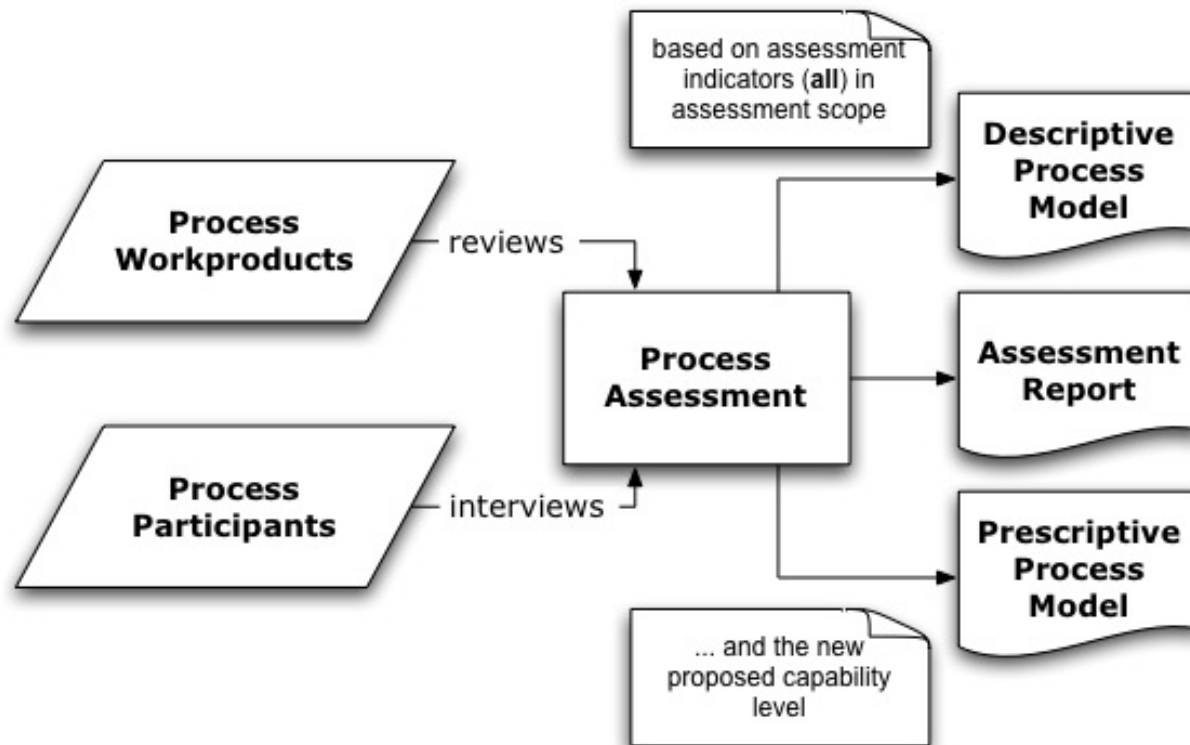 based on assessment
indicators (all) in
assessment scope
Descriptive
Process
Model
Process
Workproducts
reviews
Process
Assessment
Assessment
Report
Process
Participants
interviews
Prescriptive
Process
Model
... and the new
proposed capability
level